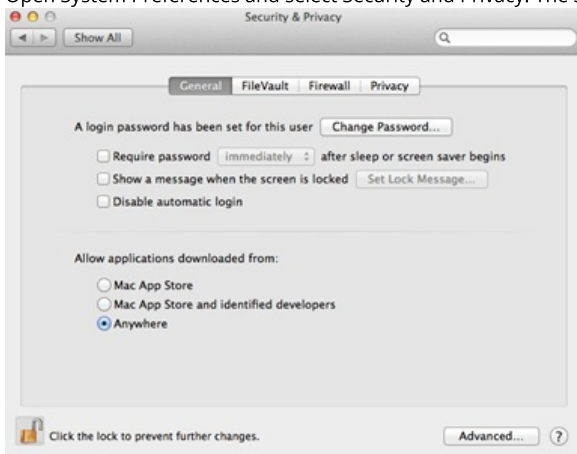 Open System Preferences and select Security and Privacy. The
Security & Privacy
Show All
General FileVault Firewall Privacy
A login password has been set for this user Change Password...
Require password immediately after sleep or screen saver begins
Show a message when the screen is locked Set Lock Message...
Disable automatic login
Allow applications downloaded from:
Mac App Store
Mac App Store and identified developers
Anywhere
Click the lock to prevent further changes. Advanced... ?